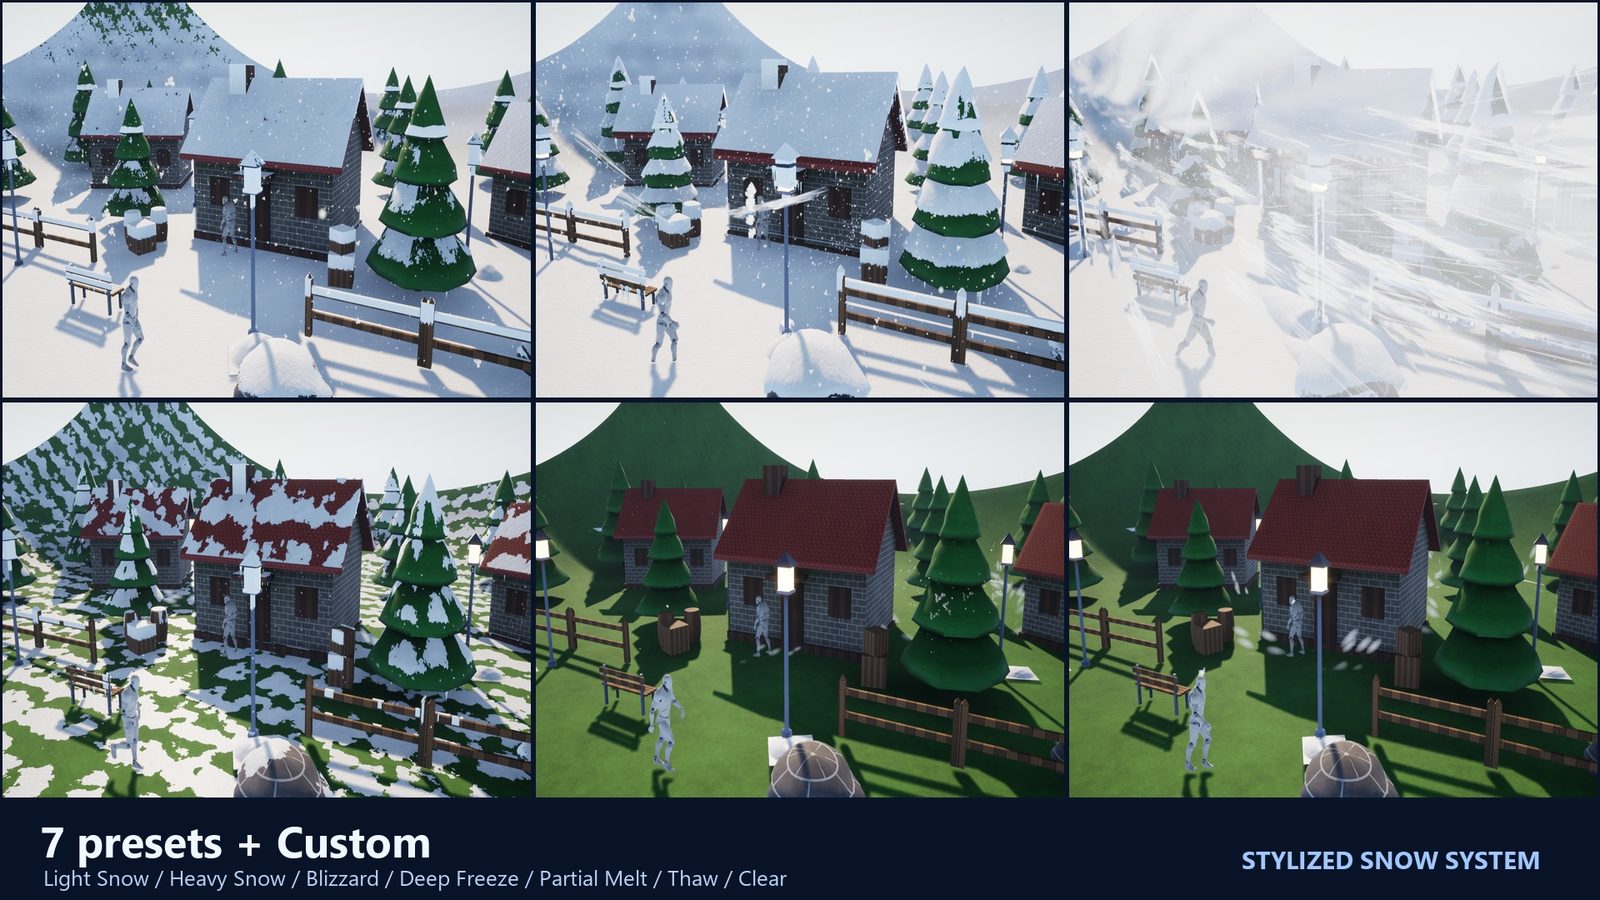 7 presets + Custom
Light Snow / Heavy Snow / Blizzard / Deep Freeze / Partial Melt / Thaw / Clear
STYLIZED SNOW SYSTEM